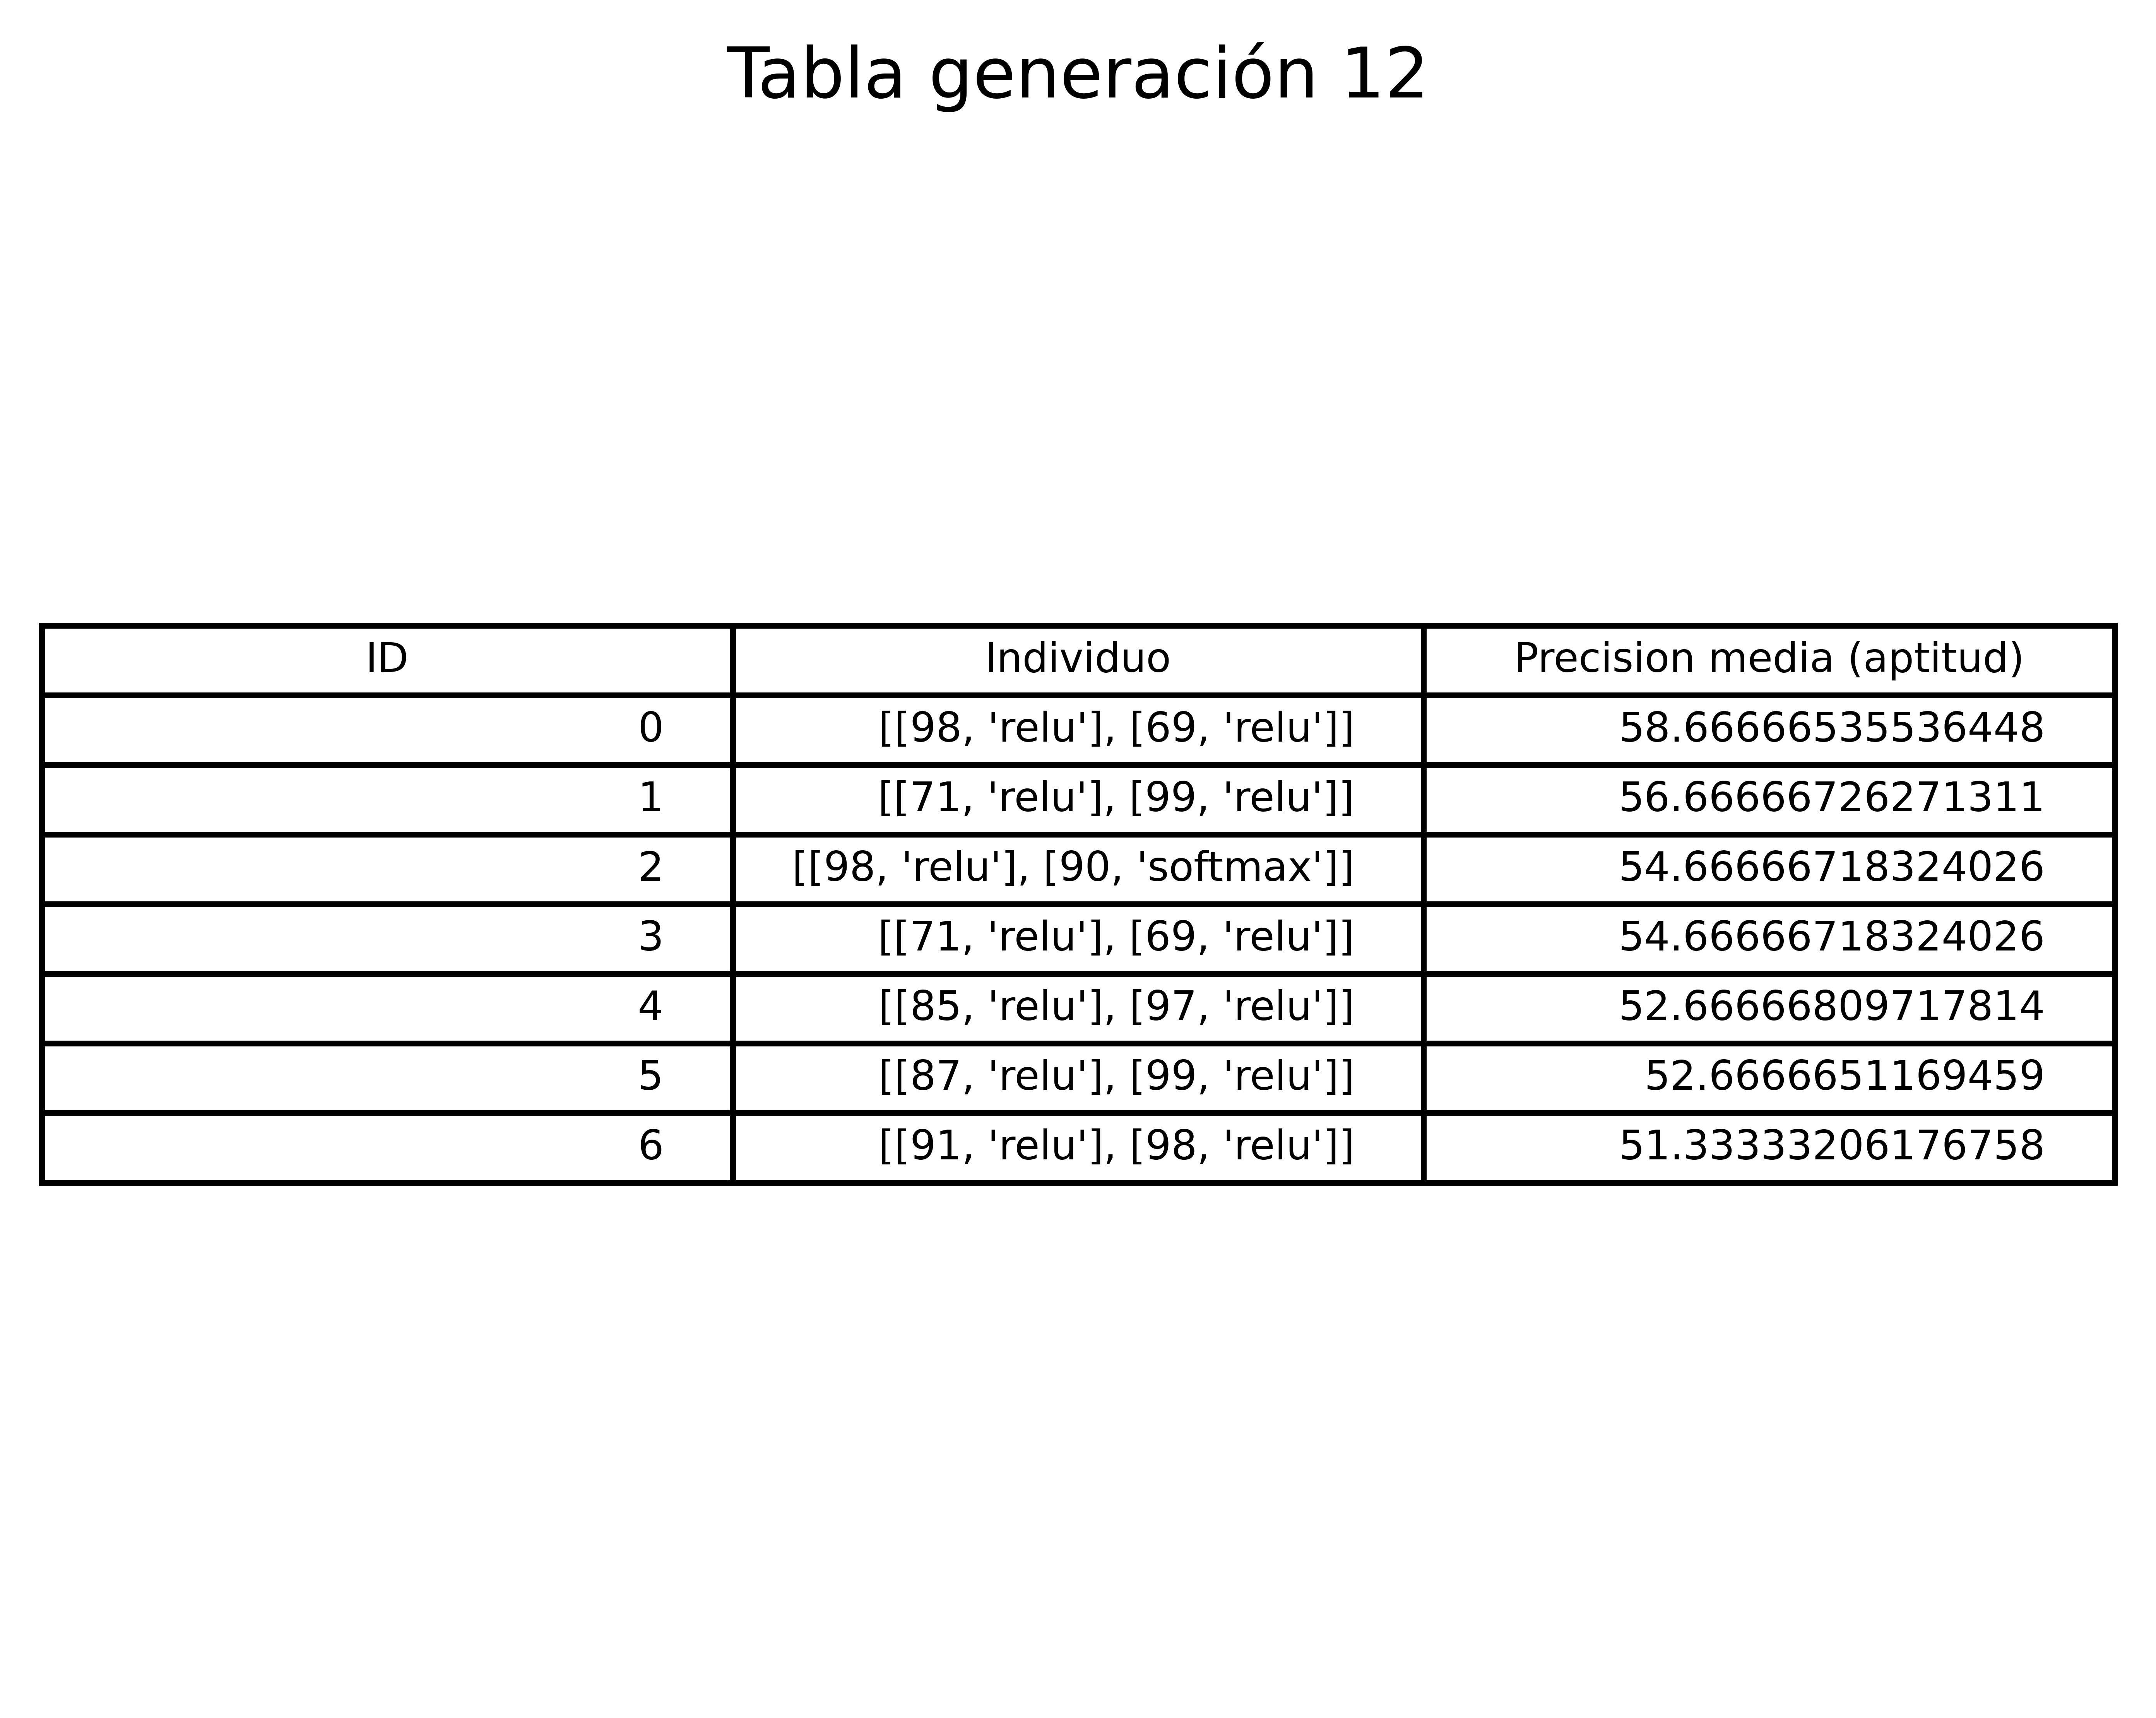 Tabla generación 12
ID Individuo Precision media (aptitud)
0 [[98, 'relu'], [69, 'relu']] 58.66666535536448
1 [[71, 'relu'], [99, 'relu']] 56.66666726271311
2 [[98, 'relu'], [90, 'softmax']] 54.66666718324026
3 [[71, 'relu'], [69, 'relu']] 54.66666718324026
4 [[85, 'relu'], [97, 'relu']] 52.66666809717814
5 [[87, 'relu'], [99, 'relu']] 52.6666651169459
6 [[91, 'relu'], [98, 'relu']] 51.33333206176758